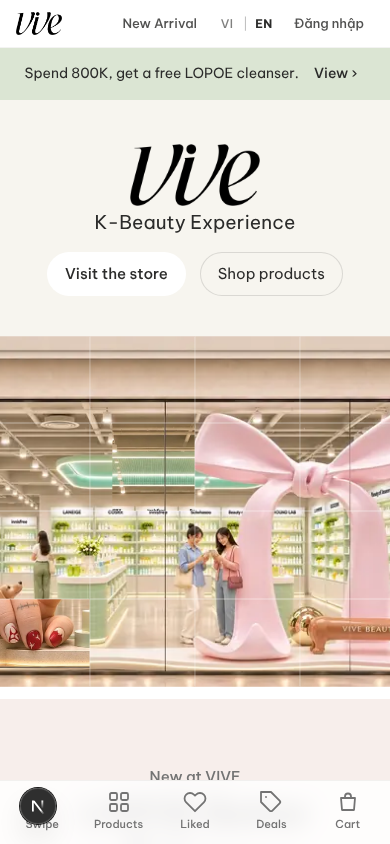 ViVe
New Arrival VI EN Đăng nhập
Spend 800K, get a free LOPOE cleanser. View ›
ViVe
K-Beauty Experience
Visit the store Shop products
innisfree LANEIGE
VIVE BEAU
New at VIVE
N
Swipe Products Liked Deals Cart